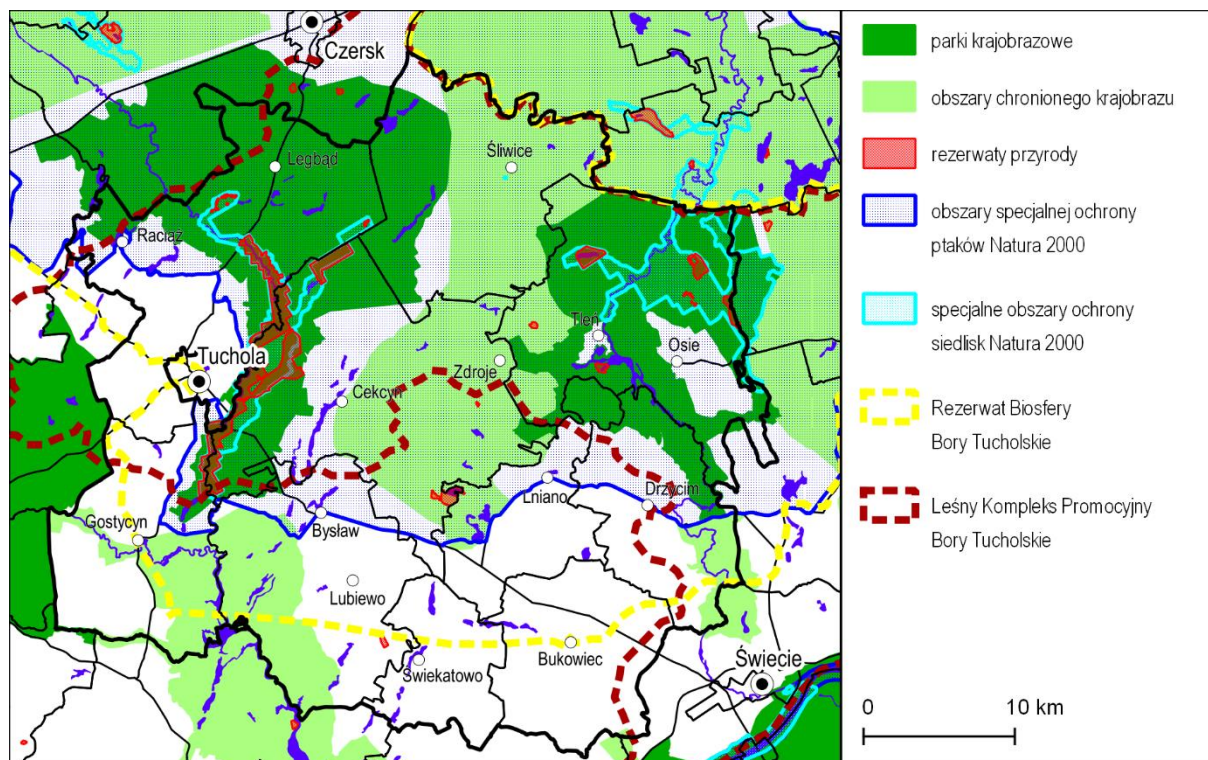 Czersk
Legbąd
Śliwice
Raciąż
Tuchola
Cekcyn
Zdroje
Tleń
Osie
Gostycyn
Bysław
Lniano
Drzycim
Lubiewo
Świekatowo
Bukowiec
Świecie
parki krajobrazowe
obszary chronionego krajobrazu
rezerwaty przyrody
obszary specjalnej ochrony
ptaków Natura 2000
specjalne obszary ochrony
siedlisk Natura 2000
Rezerwat Biosfery
Bory Tucholskie
Leśny Kompleks Promocyjny
Bory Tucholskie
0 10 km